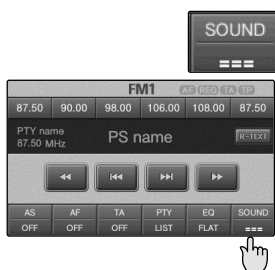 SOUND
===
FM1 AF REG TA TP
87.50 90.00 98.00 106.00 108.00 87.50
PTY name
87.50 MHz
PS name
R-TEXT
AS AF TA PTY EQ SOUND
OFF OFF OFF LIST FLAT ===